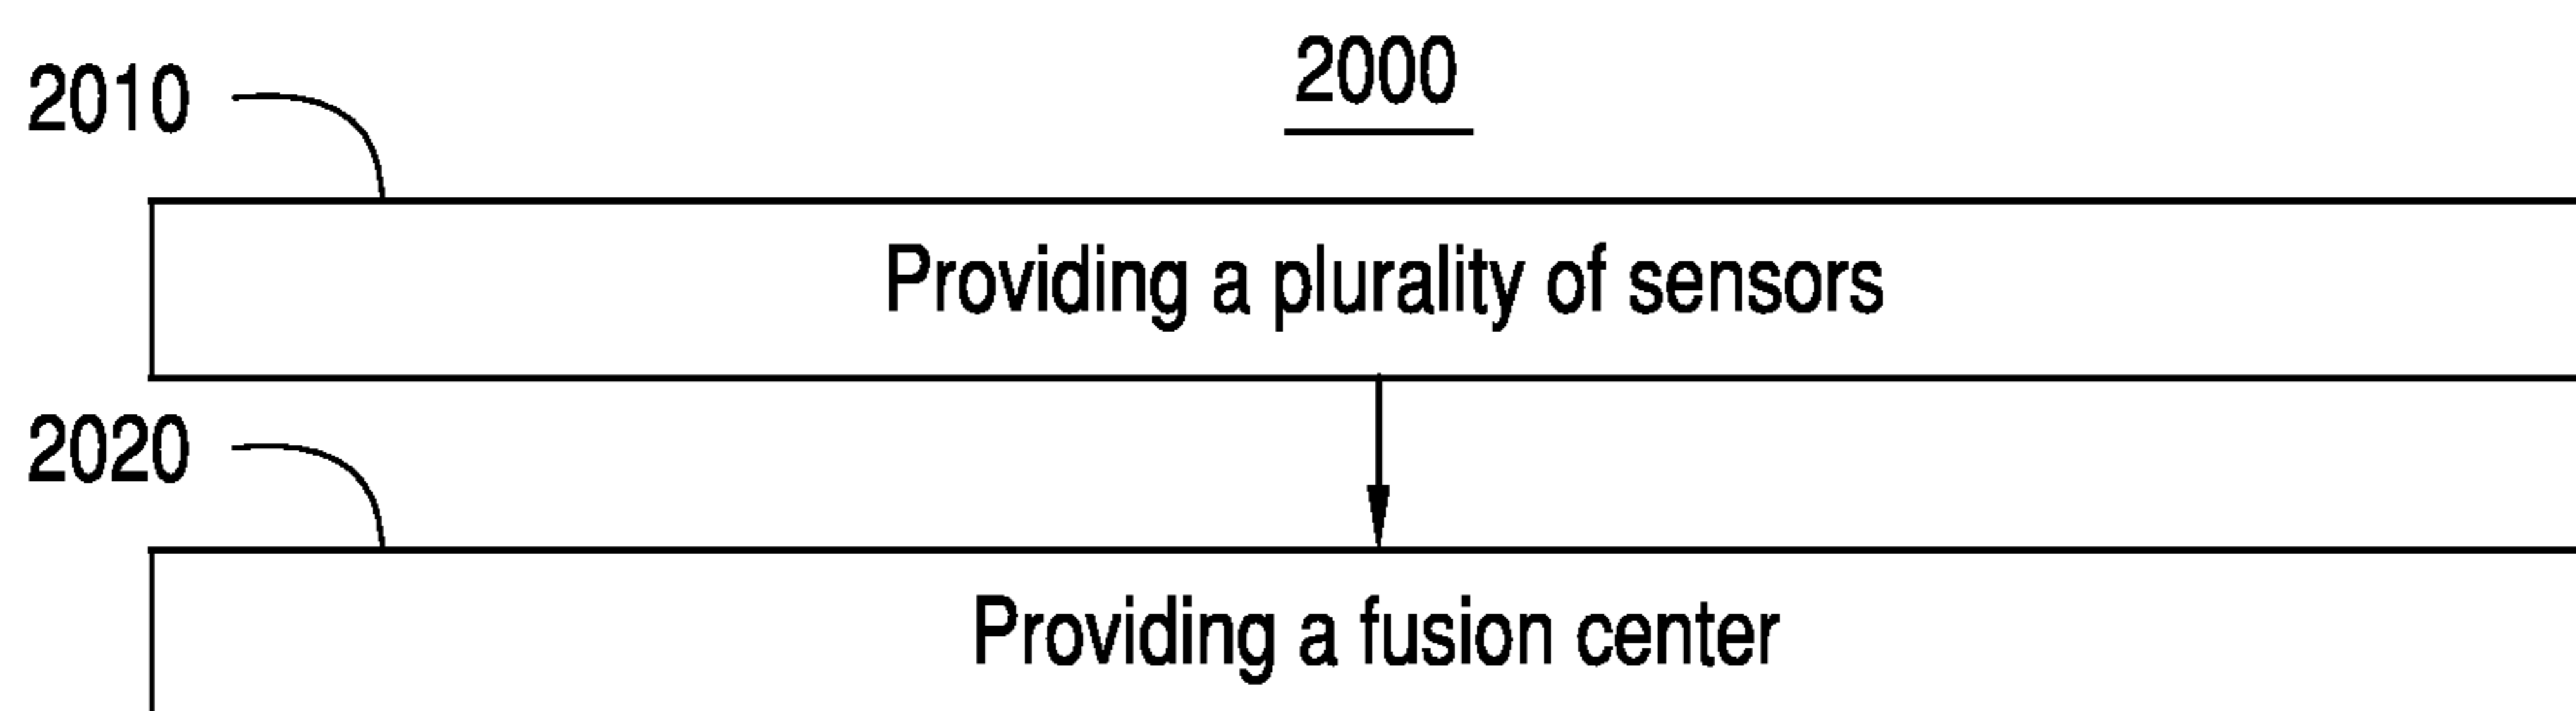 2000
2010
Providing a plurality of sensors
2020
Providing a fusion center